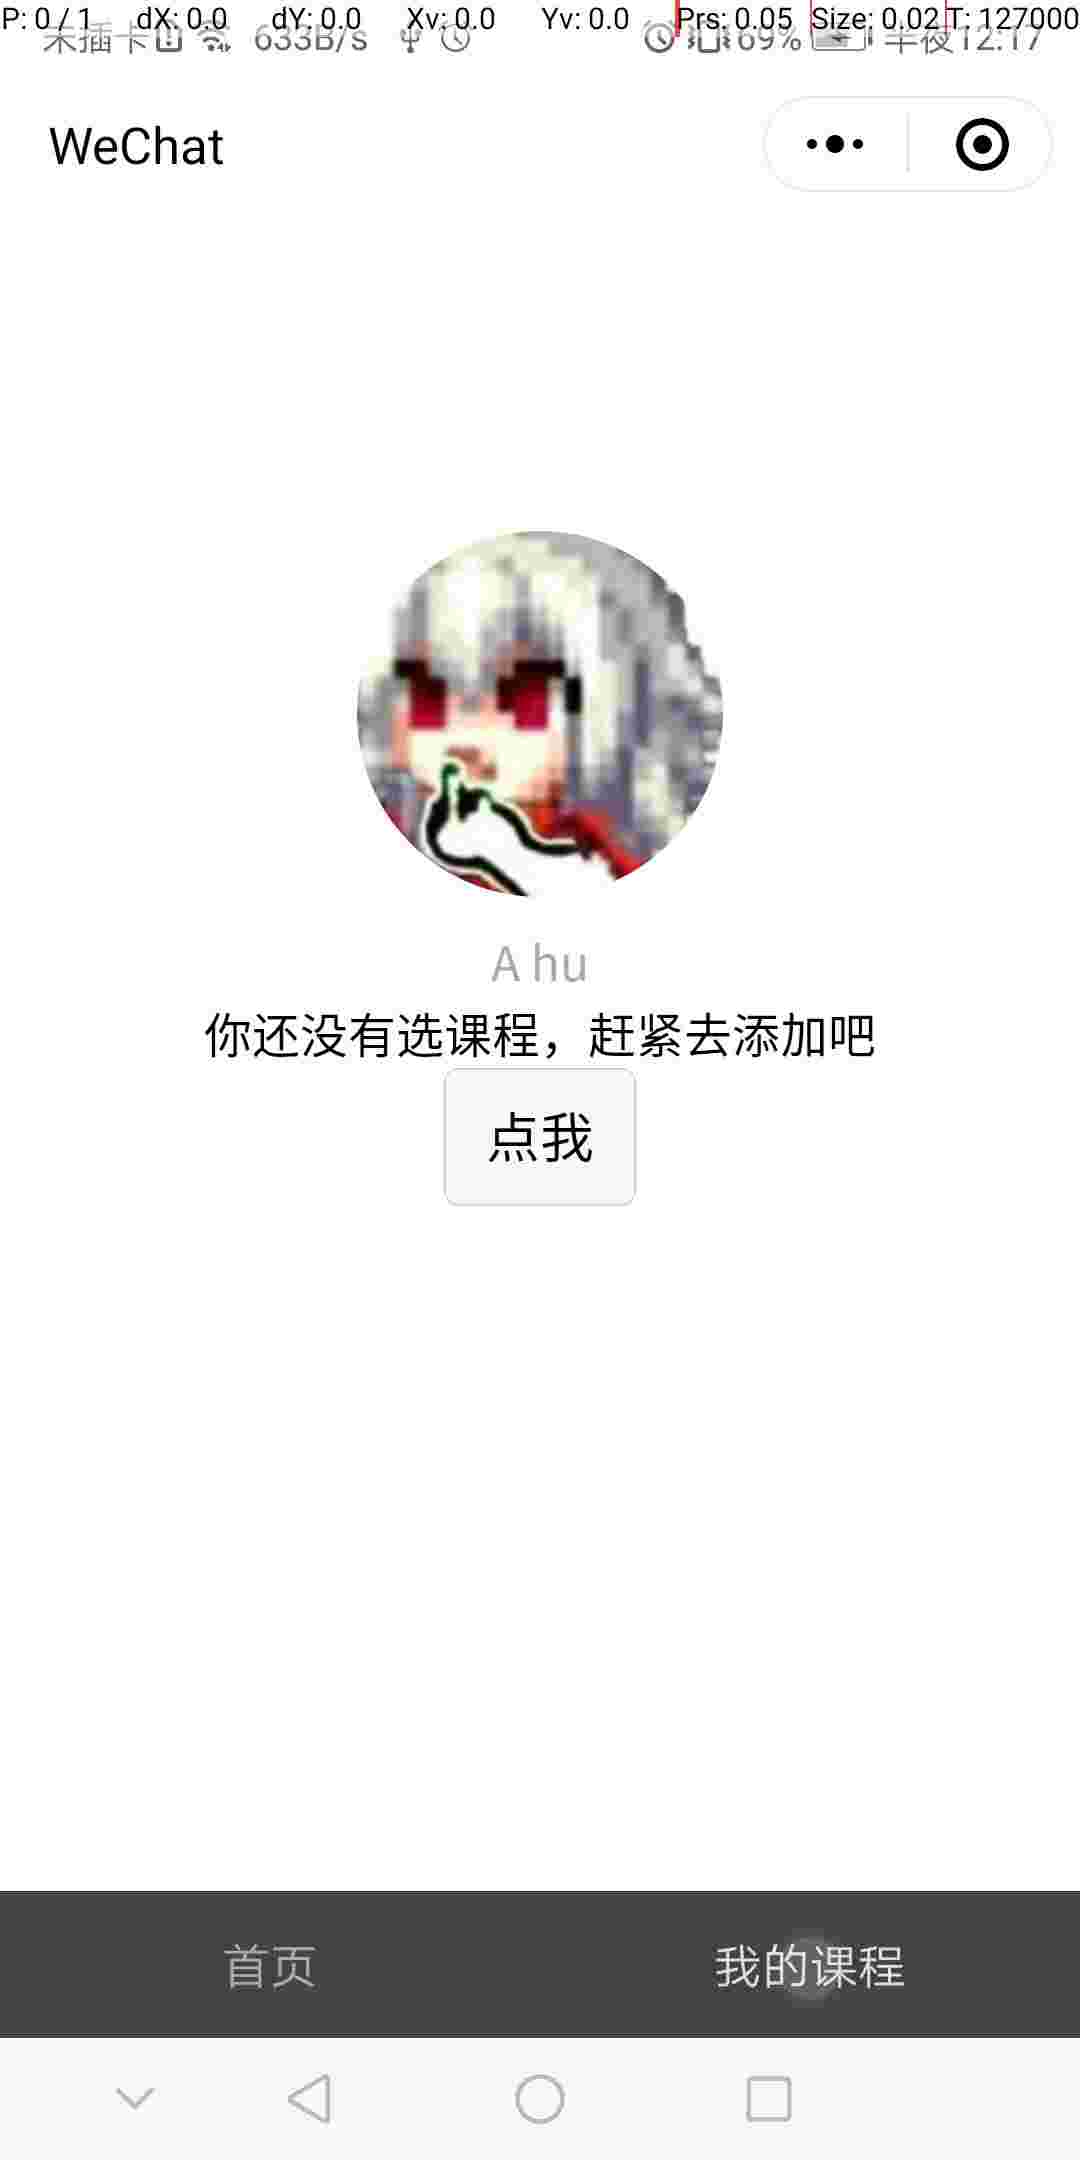 P: 0 / 1 dX: 0.0 dY: 0.0 Xv: 0.0 Yv: 0.0 Prs: 0.05 Size: 0.02 T: 127000
未插卡 633B/s 69% 半夜12:17
WeChat
A hu
你还没有选课程，赶紧去添加吧
点我
首页 我的课程